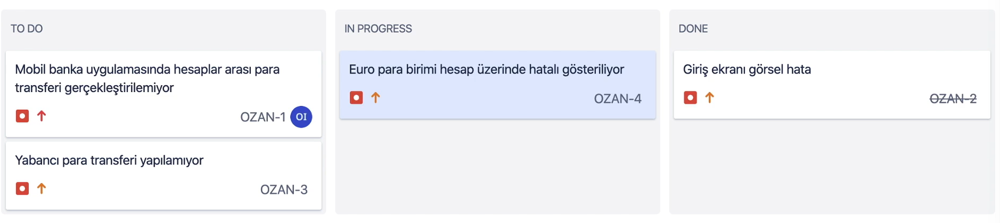 TO DO
Mobil banka uygulamasında hesaplar arası para
transferi gerçekleştirilemiyor
OZAN-1 OI
Yabancı para transferi yapılamıyor
OZAN-3
IN PROGRESS
Euro para birimi hesap üzerinde hatalı gösteriliyor
OZAN-4
DONE
Giriş ekranı görsel hata
OZAN-2